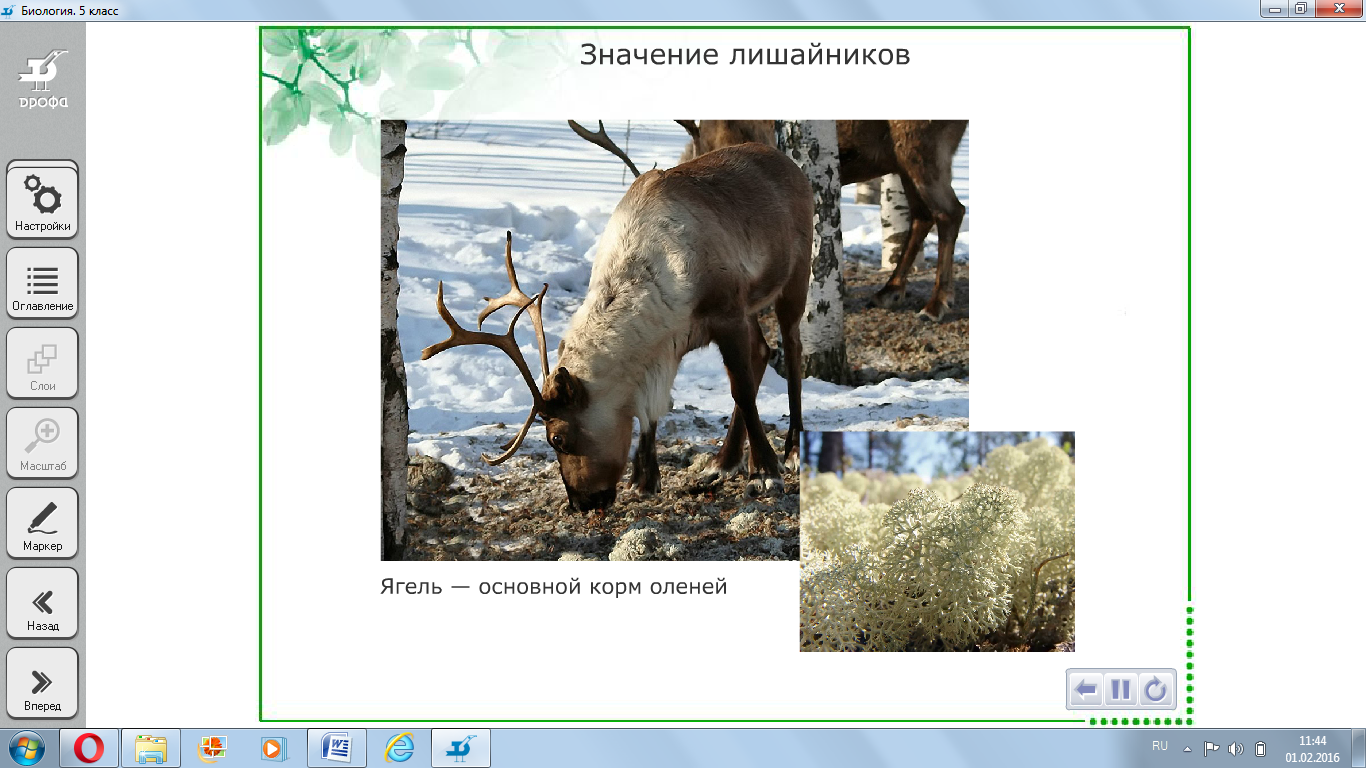 Биология. 5 класс
дрофа
Настройки
Оглавление
Слои
Масштаб
Маркер
Назад
Вперед
Значение лишайников
Ягель — основной корм оленей
RU
11:44
01.02.2016